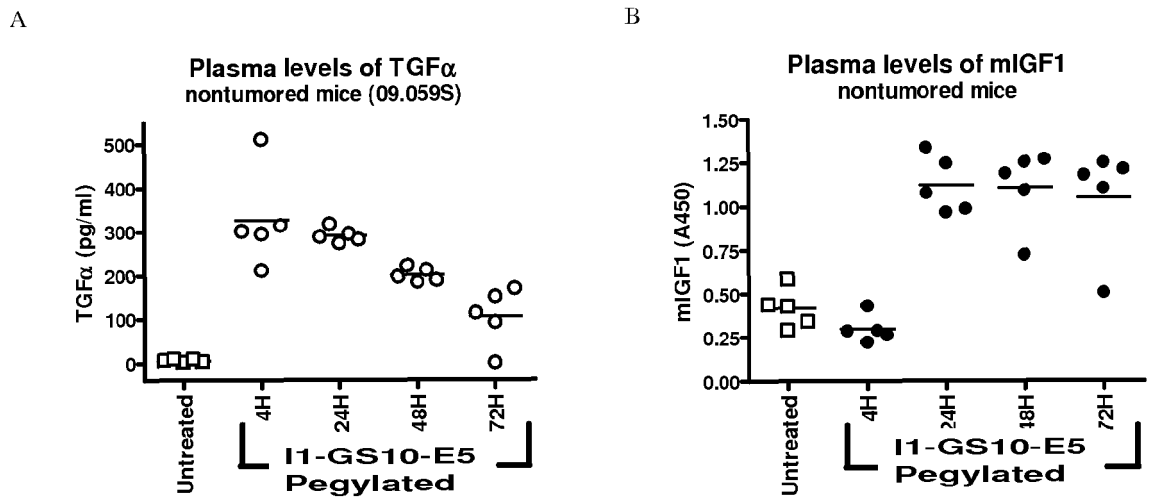 A
Plasma levels of TGFα
nontumored mice (09.059S)
TGFα (pg/ml)
500
400
300
200
100
0
Untreated
4H
24H
48H
72H
I1-GS10-E5
Pegylated
B
Plasma levels of mIGF1
nontumored mice
mIGF1 (A450)
1.50
1.25
1.00
0.75
0.50
0.25
0.00
Untreated
4H
24H
48H
72H
I1-GS10-E5
Pegylated